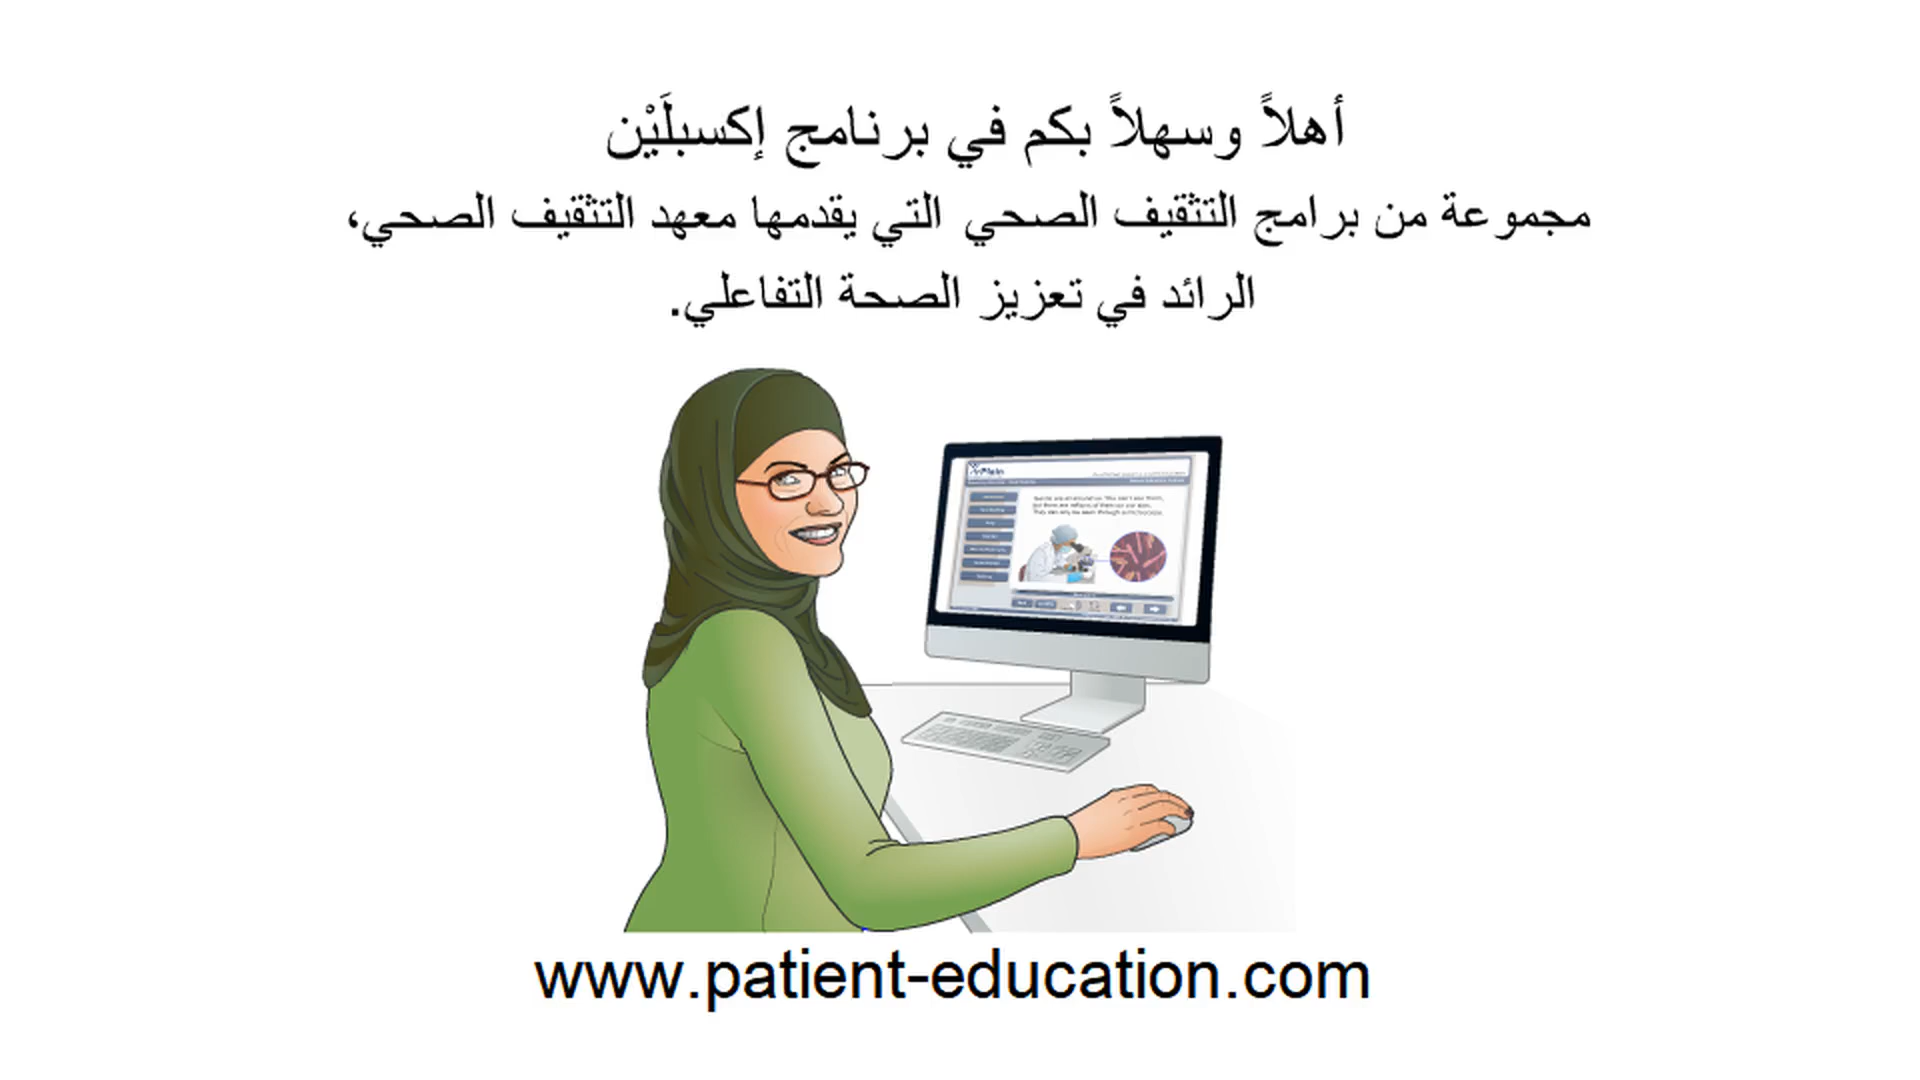 أهلاً وسهلاً بكم في برنامج إكسبلَيْن
مجموعة من برامج التثقيف الصحي التي يقدمها معهد التثقيف الصحي،
الرائد في تعزيز الصحة التفاعلي.
www.patient-education.com